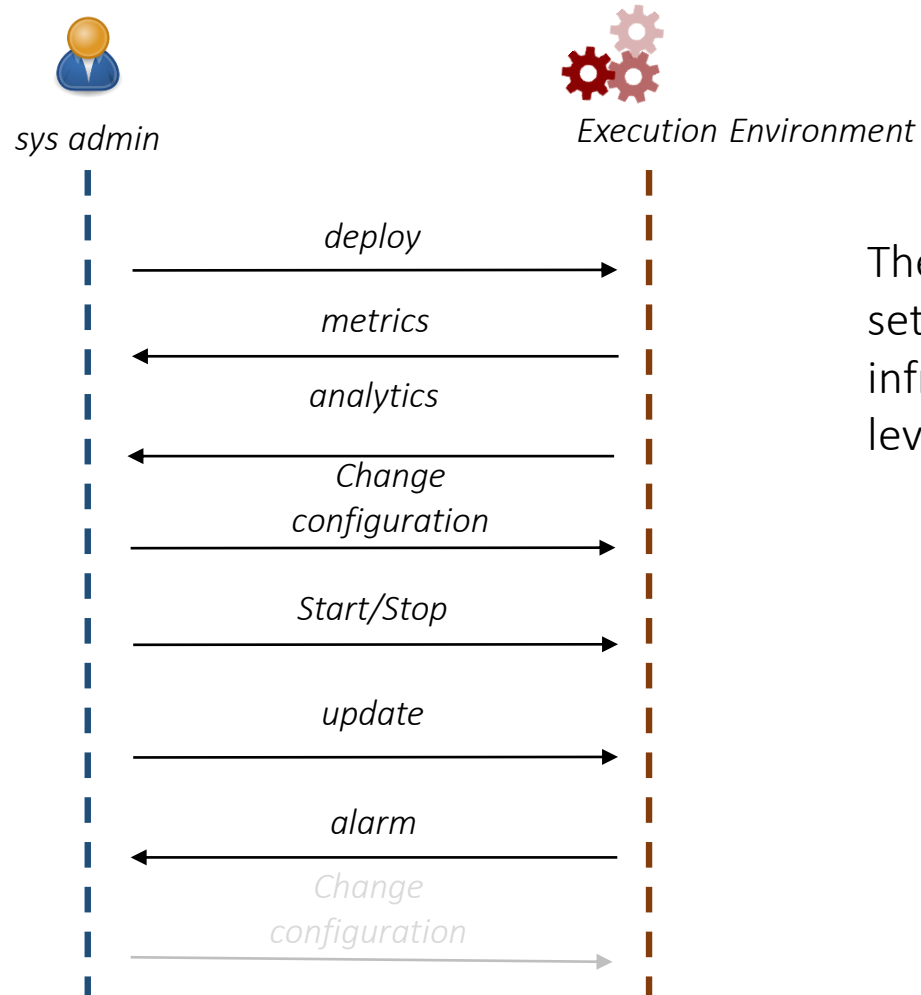 sys admin
Execution Environment
deploy
metrics
analytics
Change
configuration
Start/Stop
update
alarm
Change
configuration